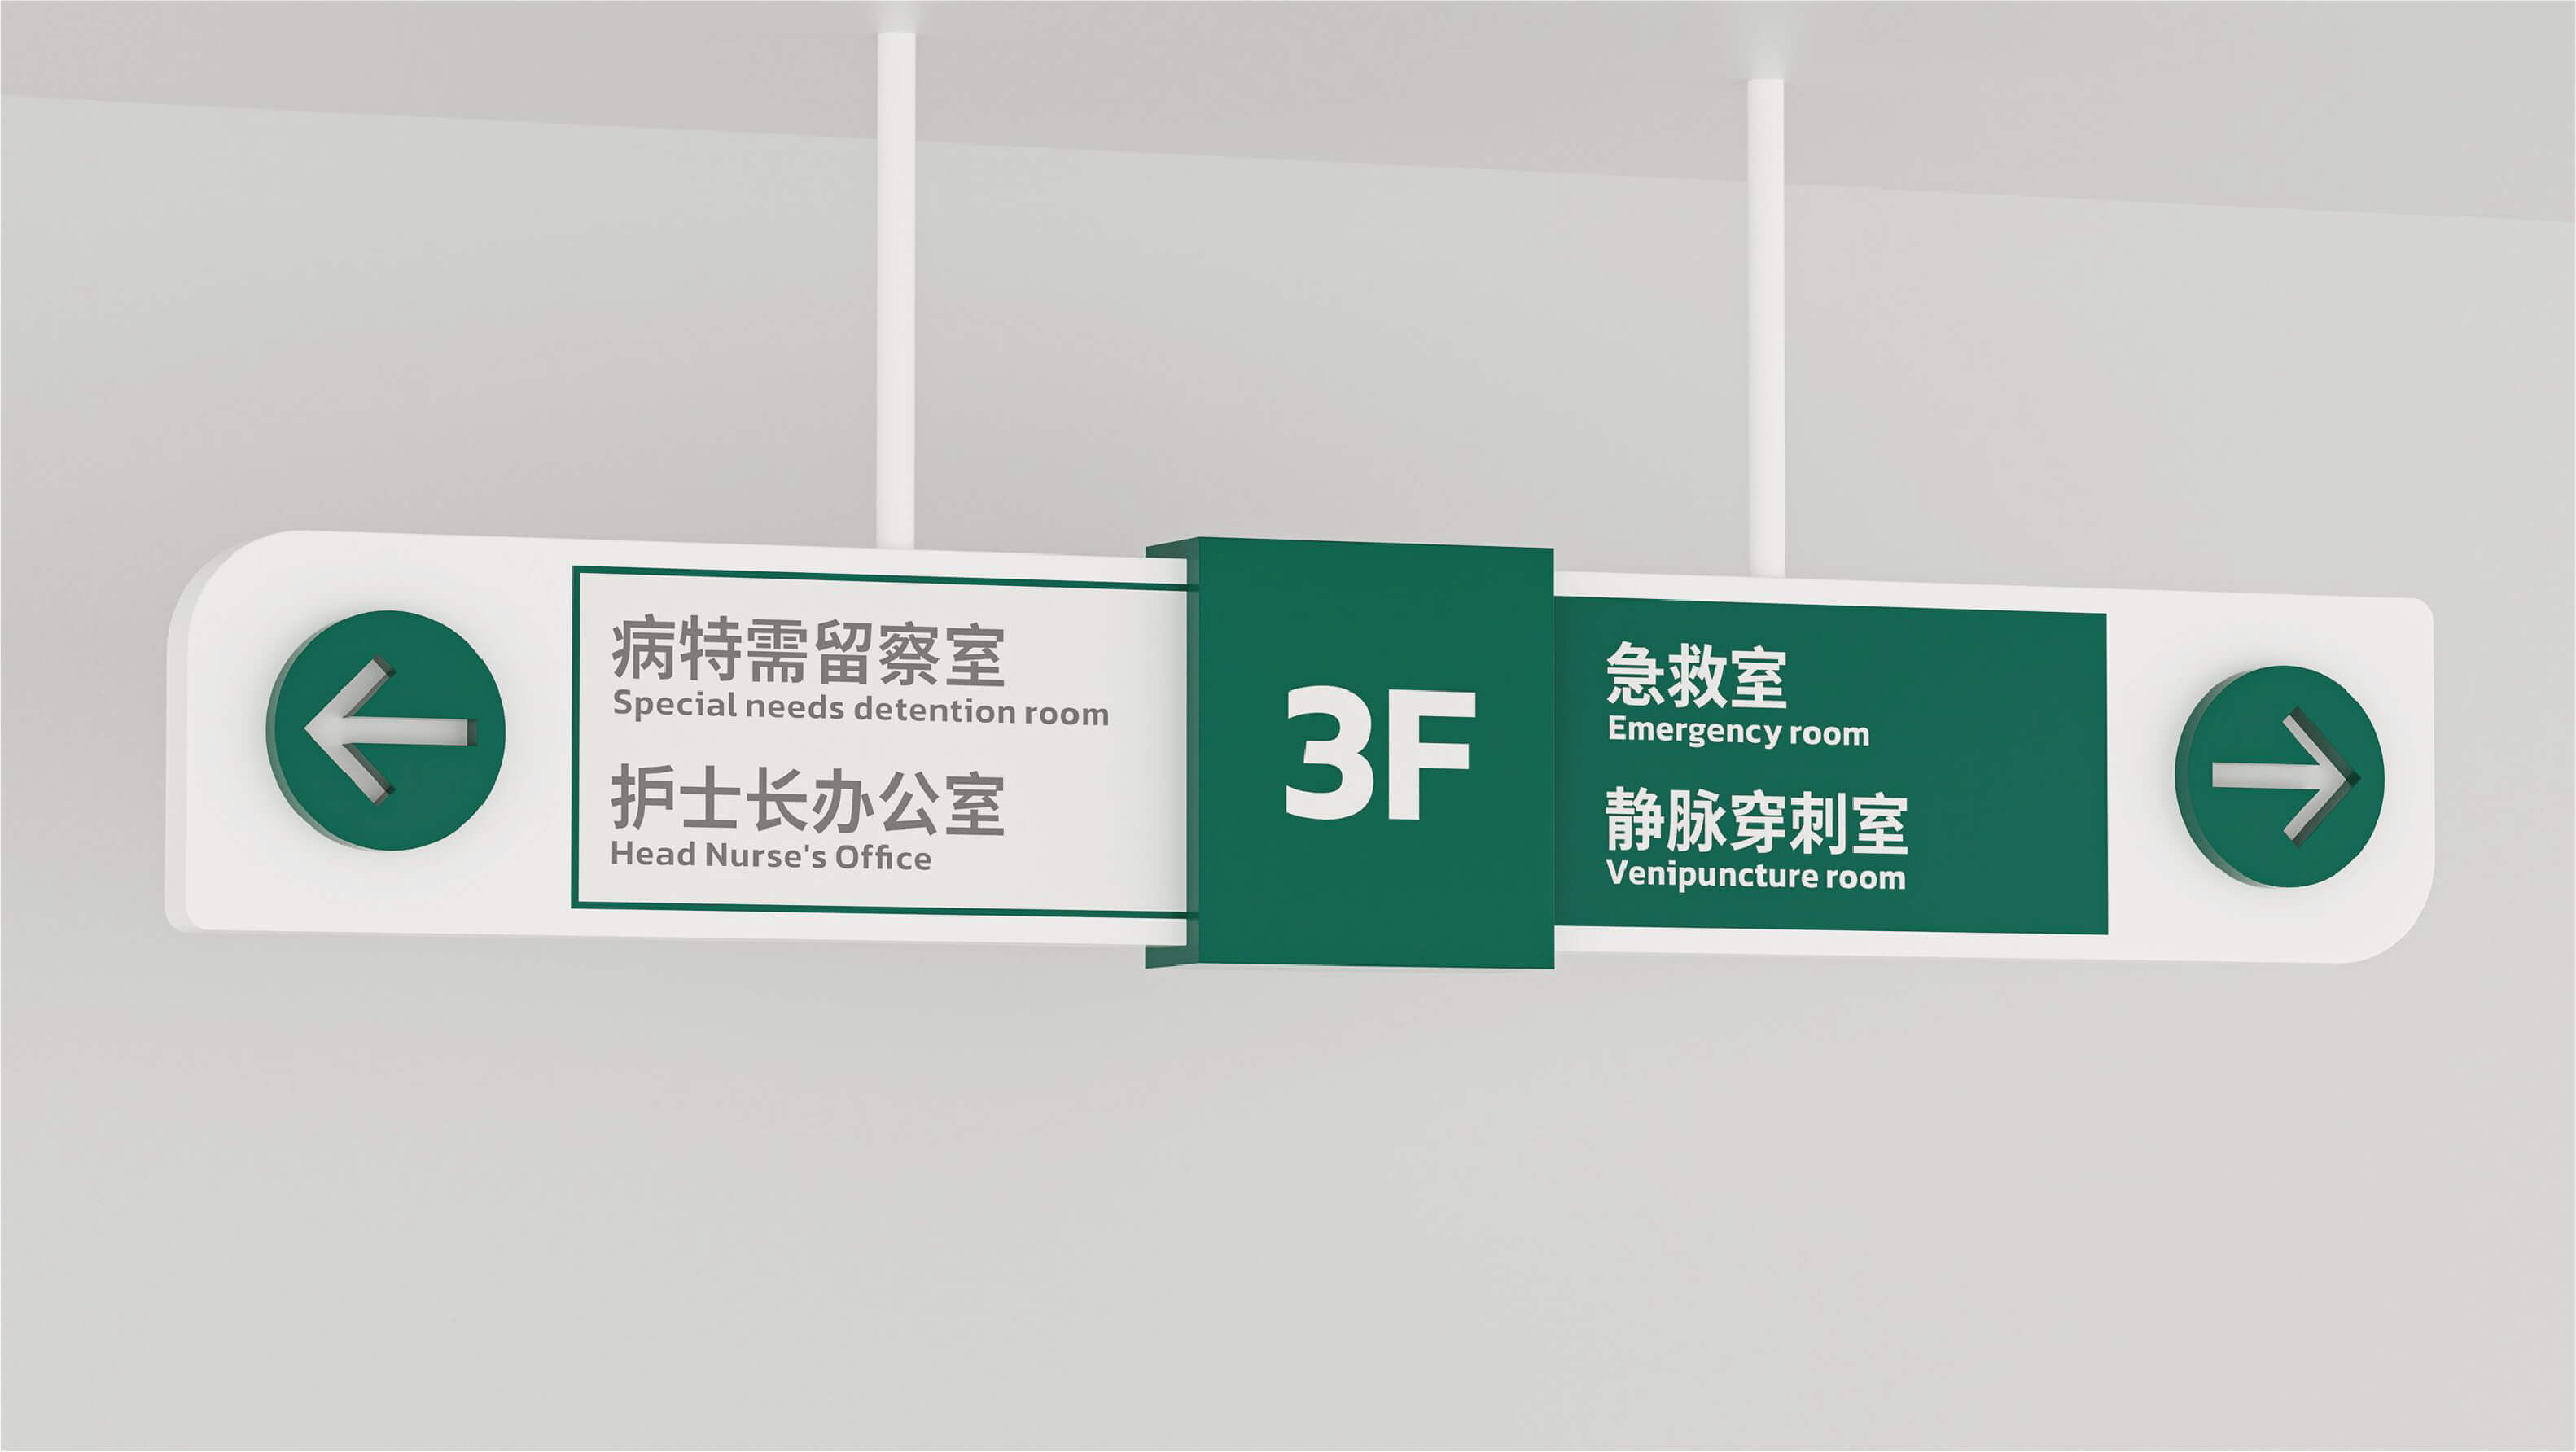 病特需留察室
Special needs detention room
护士长办公室
Head Nurse's Office
3F
急救室
Emergency room
静脉穿刺室
Venipuncture room